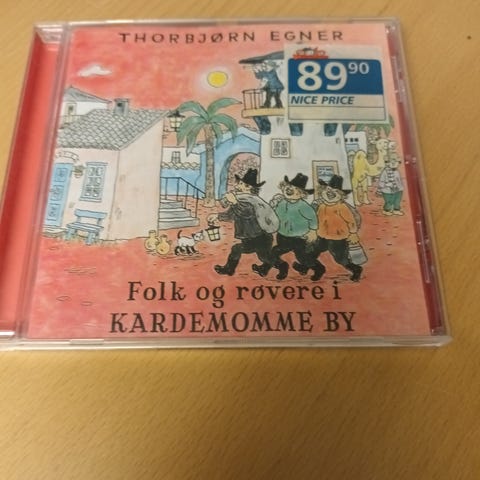 THORBJØRN EGNER
89 90
NICE PRICE
Folk og røvere i
KARDEMOMME BY